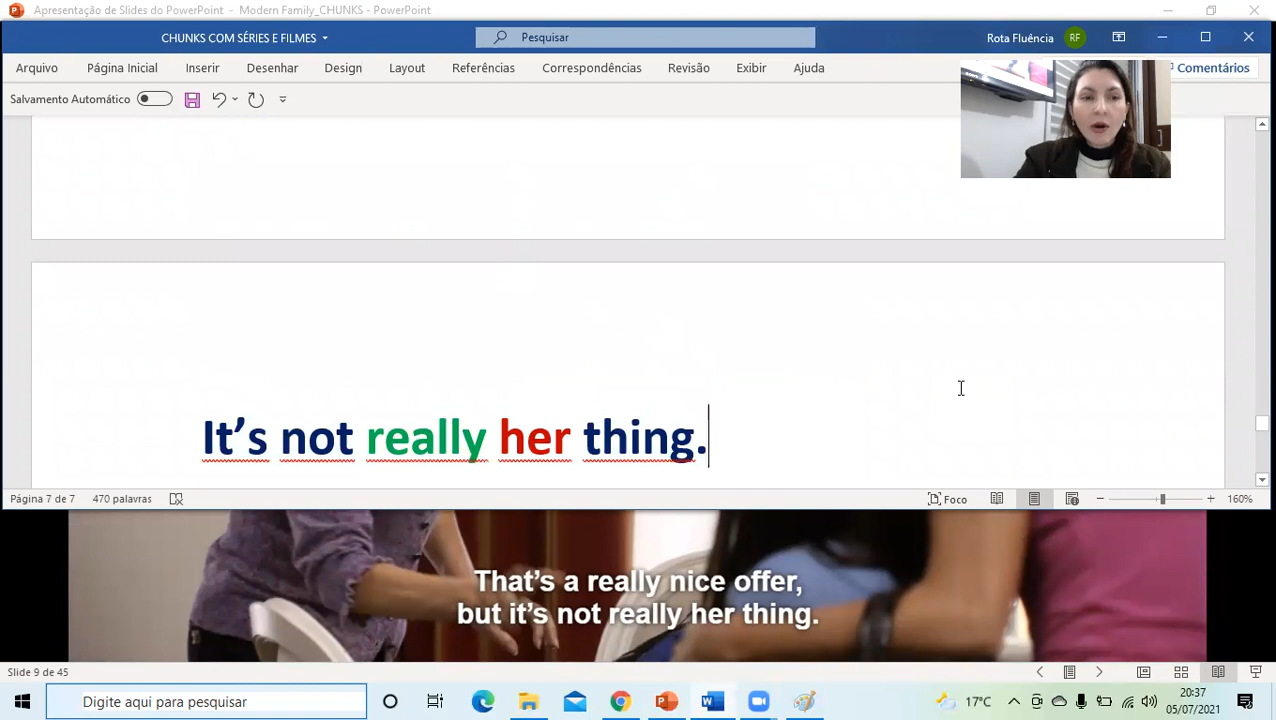 Apresentação de Slides do PowerPoint - Modern Family_CHUNKS - PowerPoint
CHUNKS COM SÉRIES E FILMES
Pesquisar
Rota Fluência RF
Arquivo Página Inicial Inserir Desenhar Design Layout Referências Correspondências Revisão Exibir Ajuda
Comentários
Salvamento Automático
It's not really her thing.
Página 7 de 7 470 palavras
Foco
160%
That's a really nice offer,
but it's not really her thing.
Slide 9 de 45
Digite aqui para pesquisar
17°C
20:37
05/07/2021